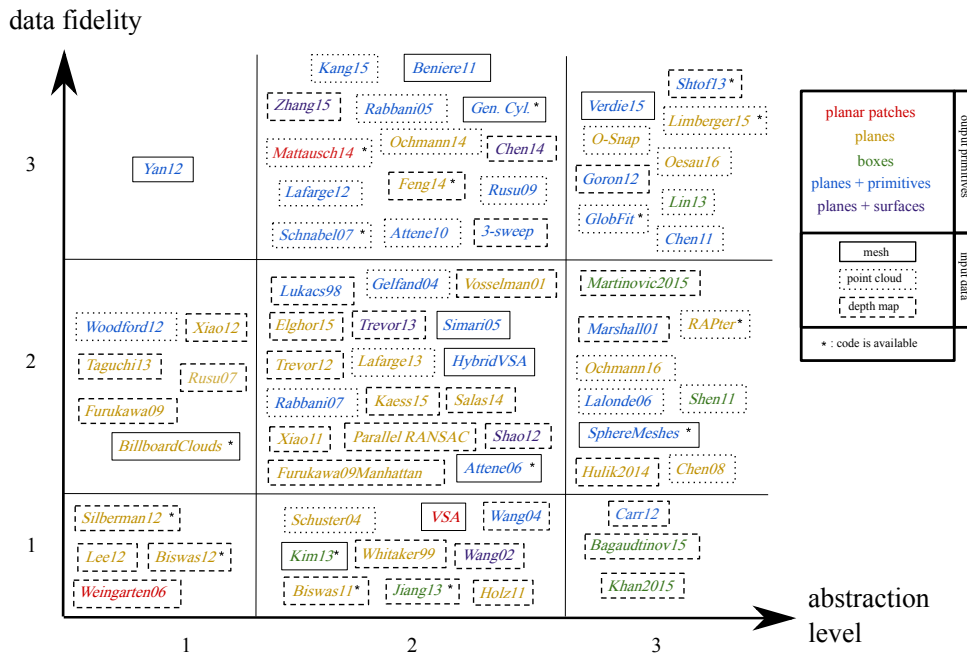 data fidelity
Kang15
Beniere11
Zhang15
Rabbani05
Gen. Cyl. *
Mattausch14 *
Ochmann14
Chen14
Yan12
Lafarge12
Feng14 *
Rusu09
Schnabel07 *
Attene10
3-sweep
Shtof13 *
Verdie15
Limberger15 *
O-Snap
Oesau16
Goron12
Lin13
GlobFit *
Chen11
3
Woodford12
Xiao12
Taguchi13
Rusu07
Furukawa09
BillboardClouds *
Lukacs98
Gelfand04
Vosselman01
Elghor15
Trevor13
Simari05
Trevor12
Lafarge13
HybridVSA
Rabbani07
Kaess15
Salas14
Xiao11
Parallel RANSAC
Shao12
Furukawa09Manhattan
Attene06 *
Martinovic2015
Marshall01
RAPter *
Ochmann16
Lalonde06
Shen11
SphereMeshes *
Hulik2014
Chen08
2
Silberman12 *
Lee12
Biswas12 *
Weingarten06
Schuster04
VSA
Wang04
Kim13 *
Whitaker99
Wang02
Biswas11 *
Jiang13 *
Holz11
Carr12
Bagaudtinov15
Khan2015
1
1
2
3
abstraction
level
planar patches
planes
boxes
planes + primitives
planes + surfaces
output primitives
mesh
point cloud
depth map
input data
* : code is available